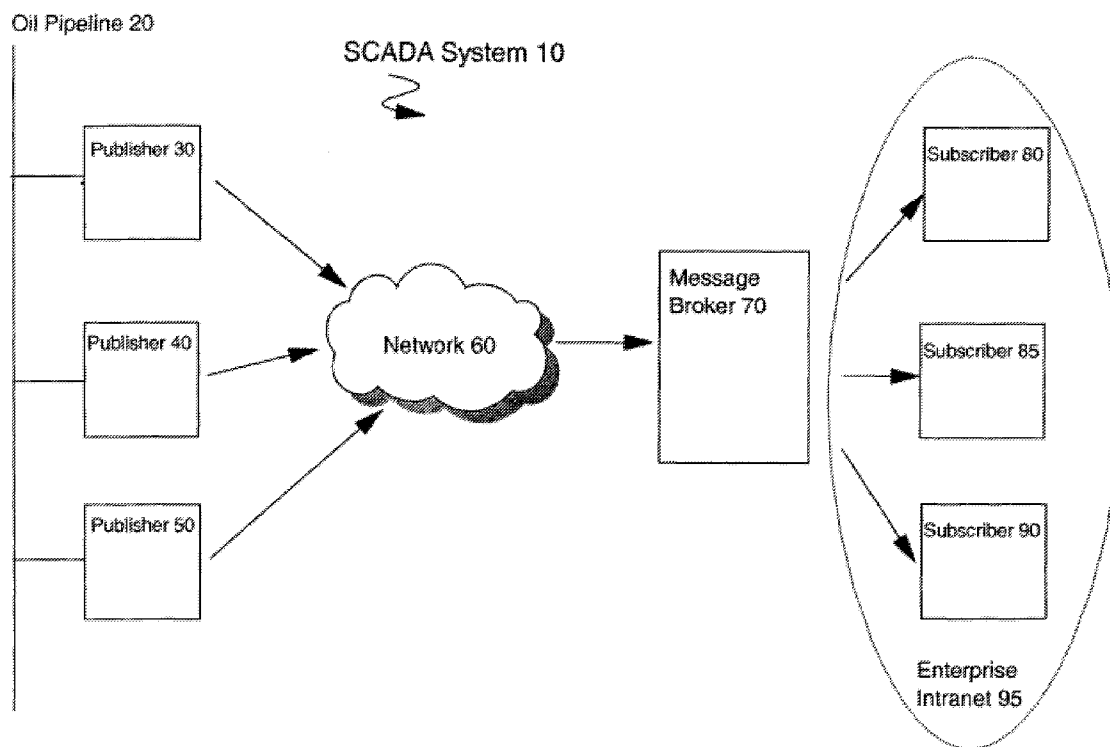 Oil Pipeline 20
SCADA System 10
Publisher 30
Subscriber 80
Message
Broker 70
Publisher 40
Network 60
Subscriber 85
Publisher 50
Subscriber 90
Enterprise
Intranet 95